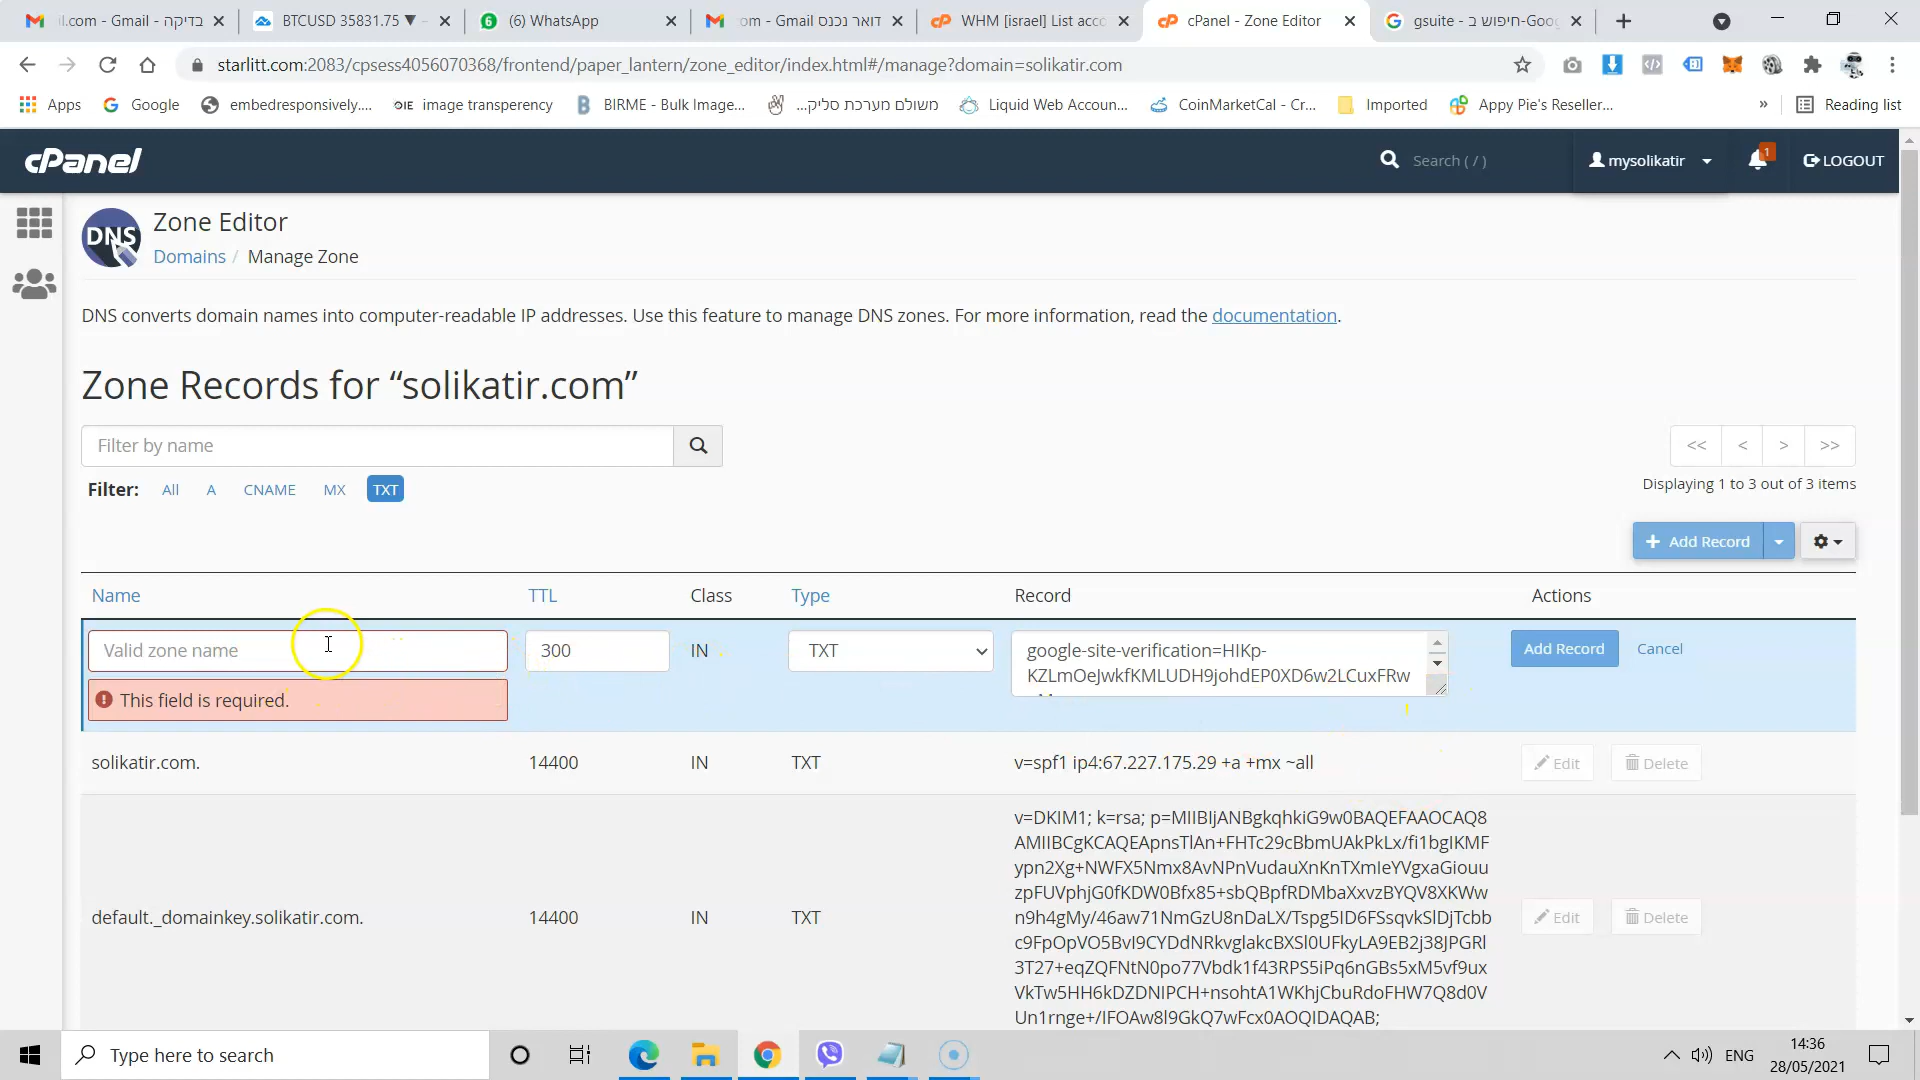 il.com - Gmail - בדיקה
BTCUSD 35831.75 ▼
(6) WhatsApp
דואר נכנס - Gmail
WHM [israel] List acco
cPanel - Zone Editor
gsuite - חיפוש ב-Goog
starlitt.com:2083/cpsess4056070368/frontend/paper_lantern/zone_editor/index.html#/manage?domain=solikatir.com
Apps
Google
embedresponsively....
image transperency
BIRME - Bulk Image...
משולם מערכת סליק...
Liquid Web Accoun...
CoinMarketCal - Cr...
Imported
Appy Pie's Reseller...
»
Reading list
cPanel
Search ( / )
mysolikatir
1
LOGOUT
DNS
Zone Editor
Domains / Manage Zone
DNS converts domain names into computer-readable IP addresses. Use this feature to manage DNS zones. For more information, read the documentation.
Zone Records for “solikatir.com”
Filter by name
<< < > >>
Filter: All A CNAME MX TXT
Displaying 1 to 3 out of 3 items
+ Add Record
Name TTL Class Type Record Actions
Valid zone name
300
IN
TXT
google-site-verification=HIKp-
KZLmOeJwkfKMLUDH9johdEP0XD6w2LCuxFRw
Add Record
Cancel
This field is required.
solikatir.com. 14400 IN TXT v=spf1 ip4:67.227.175.29 +a +mx ~all Edit Delete
v=DKIM1; k=rsa; p=MIIBIjANBgkqhkiG9w0BAQEFAAOCAQ8
AMIIBCgKCAQEApnsTlAn+FHTc29cBbmUAkPkLx/fi1bgIKMF
ypn2Xg+NWFX5Nmx8AvNPnVudauXnKnTXmIeYVgxaGiouu
zpFUVphjG0fKDW0Bfx85+sbQBpfRDMbaXxvzBYQV8XKWw
default._domainkey.solikatir.com. 14400 IN TXT n9h4gMy/46aw71NmGzU8nDaLX/Tspg5ID6FSsqvkSlDjTcbb Edit Delete
c9FpOpVO5BvI9CYDdNRkvglakcBXSl0UFkyLA9EB2j38JPGRl
3T27+eqZQFNtN0po77Vbdk1f43RPS5iPq6nGBs5xM5vf9ux
VkTw5HH6kDZDNIPCH+nsohtA1WKhjCbuRdoFHW7Q8d0V
Un1rnge+/IFOAw8l9GkQ7wFcx0AOQIDAQAB;
Type here to search
ENG
14:36
28/05/2021